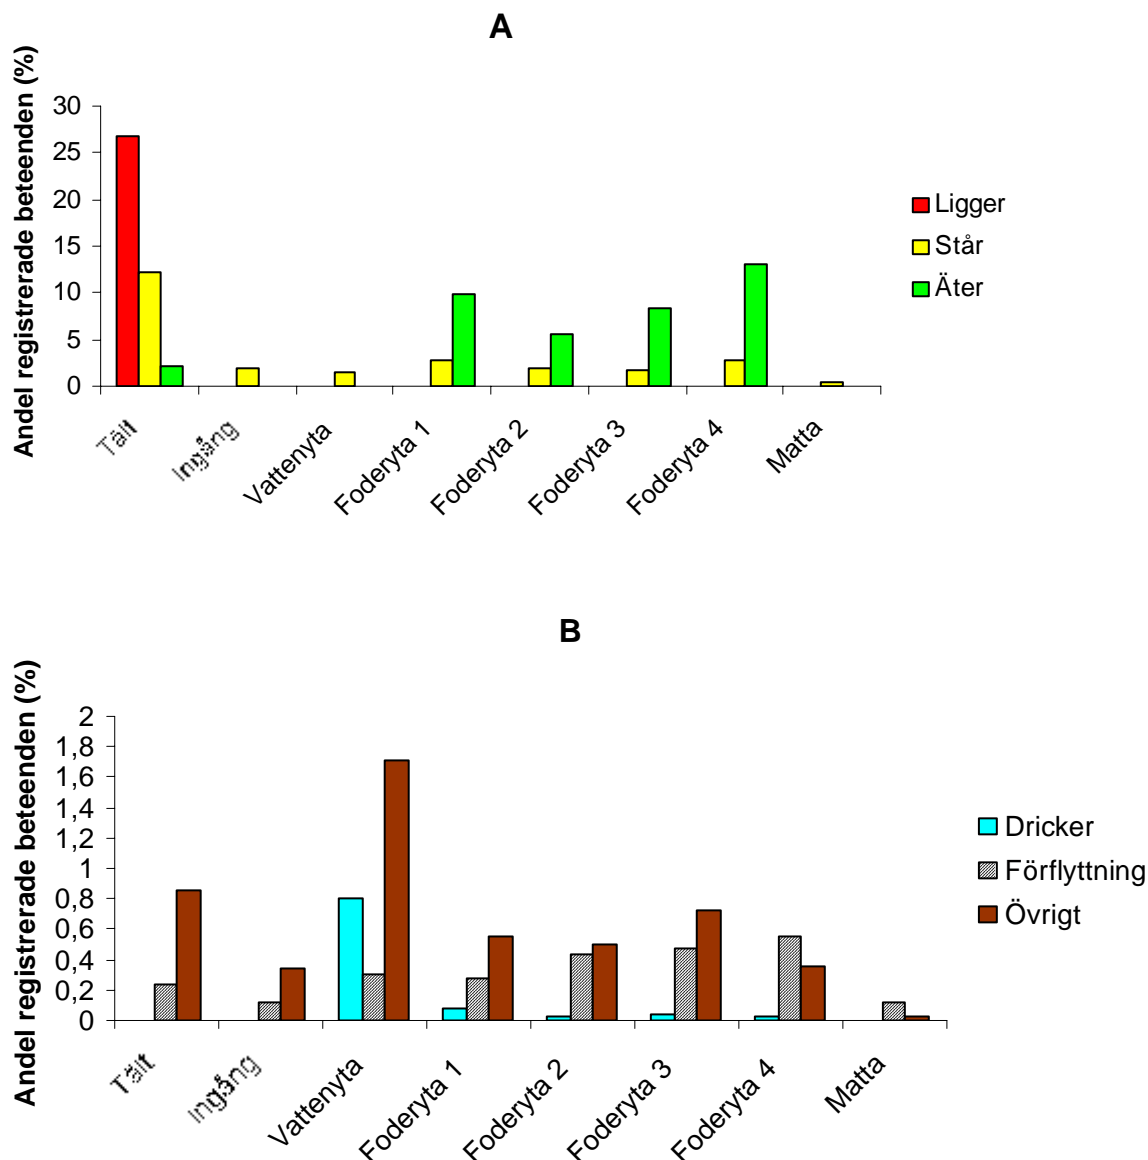 A
Andel registrerade beteenden (%)
30
25
20
15
10
5
0
Tält
Ingång
Vattenyta
Foderyta 1
Foderyta 2
Foderyta 3
Foderyta 4
Matta
Ligger
Står
Äter
B
Andel registrerade beteenden (%)
2
1,8
1,6
1,4
1,2
1
0,8
0,6
0,4
0,2
0
Tält
Ingång
Vattenyta
Foderyta 1
Foderyta 2
Foderyta 3
Foderyta 4
Matta
Dricker
Förflyttning
Övrigt